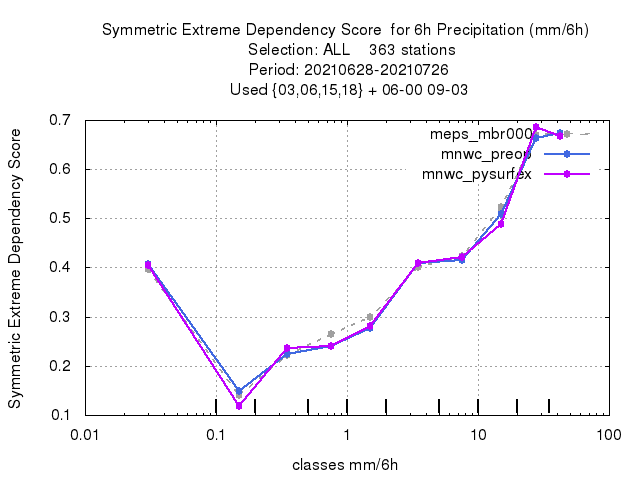 Symmetric Extreme Dependency Score  for 6h Precipitation (mm/6h)
Selection: ALL    363 stations
Period: 20210628-20210726
Used {03,06,15,18} + 06-00 09-03
Symmetric Extreme Dependency Score
0.7
0.6
0.5
0.4
0.3
0.2
0.1
meps_mbr000
mnwc_preop
mnwc_pysurfex
0.01 0.1 1 10 100
classes mm/6h